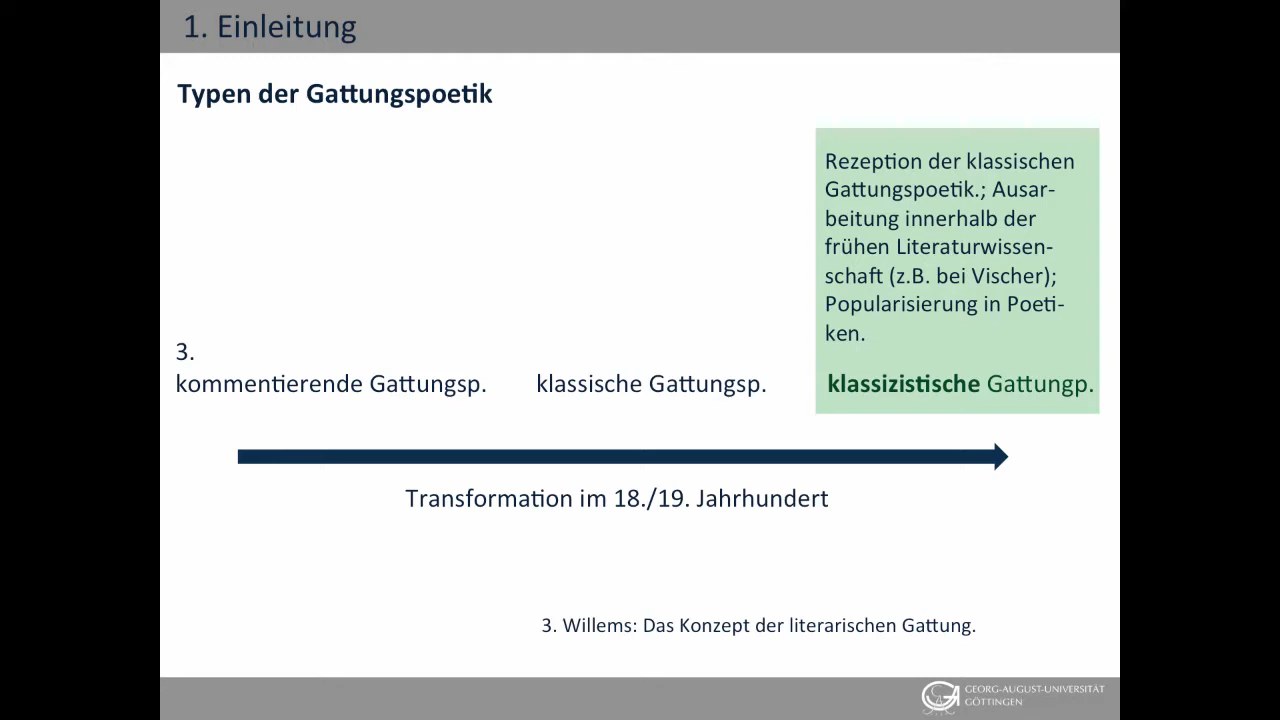 1. Einleitung
Typen der Gattungspoetik
Rezeption der klassischen
Gattungspoetik.; Ausar-
beitung innerhalb der
frühen Literaturwissen-
schaft (z.B. bei Vischer);
Popularisierung in Poeti-
ken.
3.
kommentierende Gattungsp.
klassische Gattungsp.
klassizistische Gattungp.
Transformation im 18./19. Jahrhundert
3. Willems: Das Konzept der literarischen Gattung.
GEORG-AUGUST-UNIVERSITÄT
GÖTTINGEN